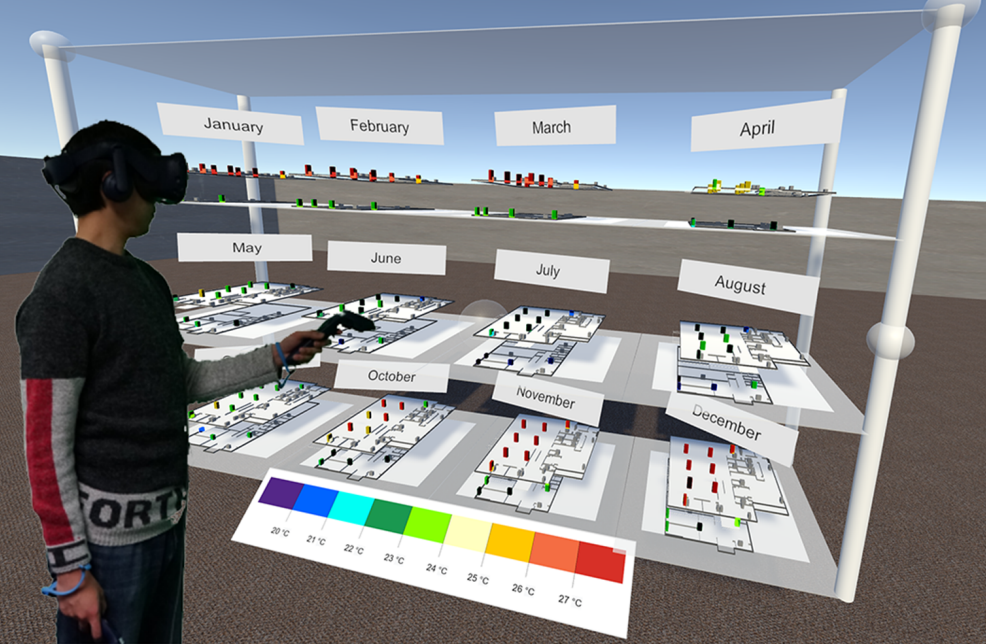 January
February
March
April
May
June
July
August
October
November
December
20 °C
21 °C
22 °C
23 °C
24 °C
25 °C
26 °C
27 °C
FORTH